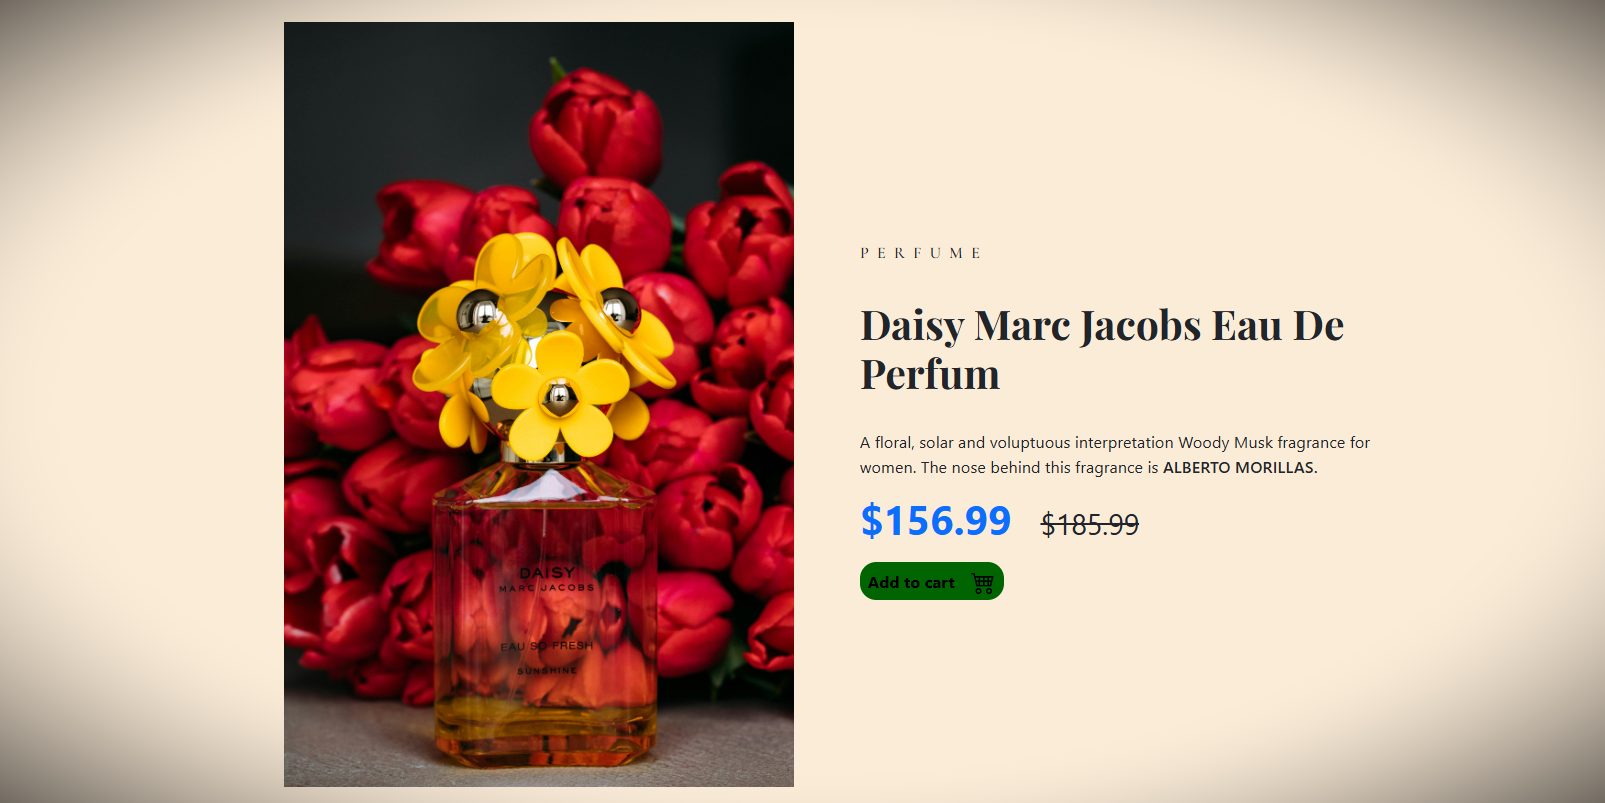 DAISY
MARC JACOBS
EAU SO FRESH
SUNSHINE
PERFUME
Daisy Marc Jacobs Eau De
Perfum
A floral, solar and voluptuous interpretation Woody Musk fragrance for
women. The nose behind this fragrance is ALBERTO MORILLAS.
$156.99 $185.99
Add to cart